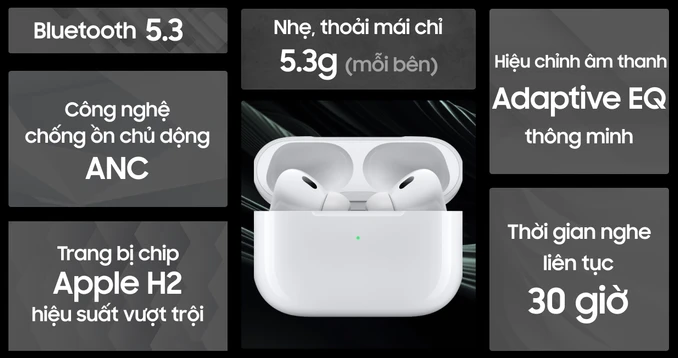 Bluetooth 5.3
Công nghệ
chống ồn chủ dộng
ANC
Trang bị chip
Apple H2
hiệu suất vượt trội
Nhẹ, thoải mái chỉ
5.3g (mỗi bên)
Hiệu chỉnh âm thanh
Adaptive EQ
thông minh
Thời gian nghe
liên tục
30 giờ